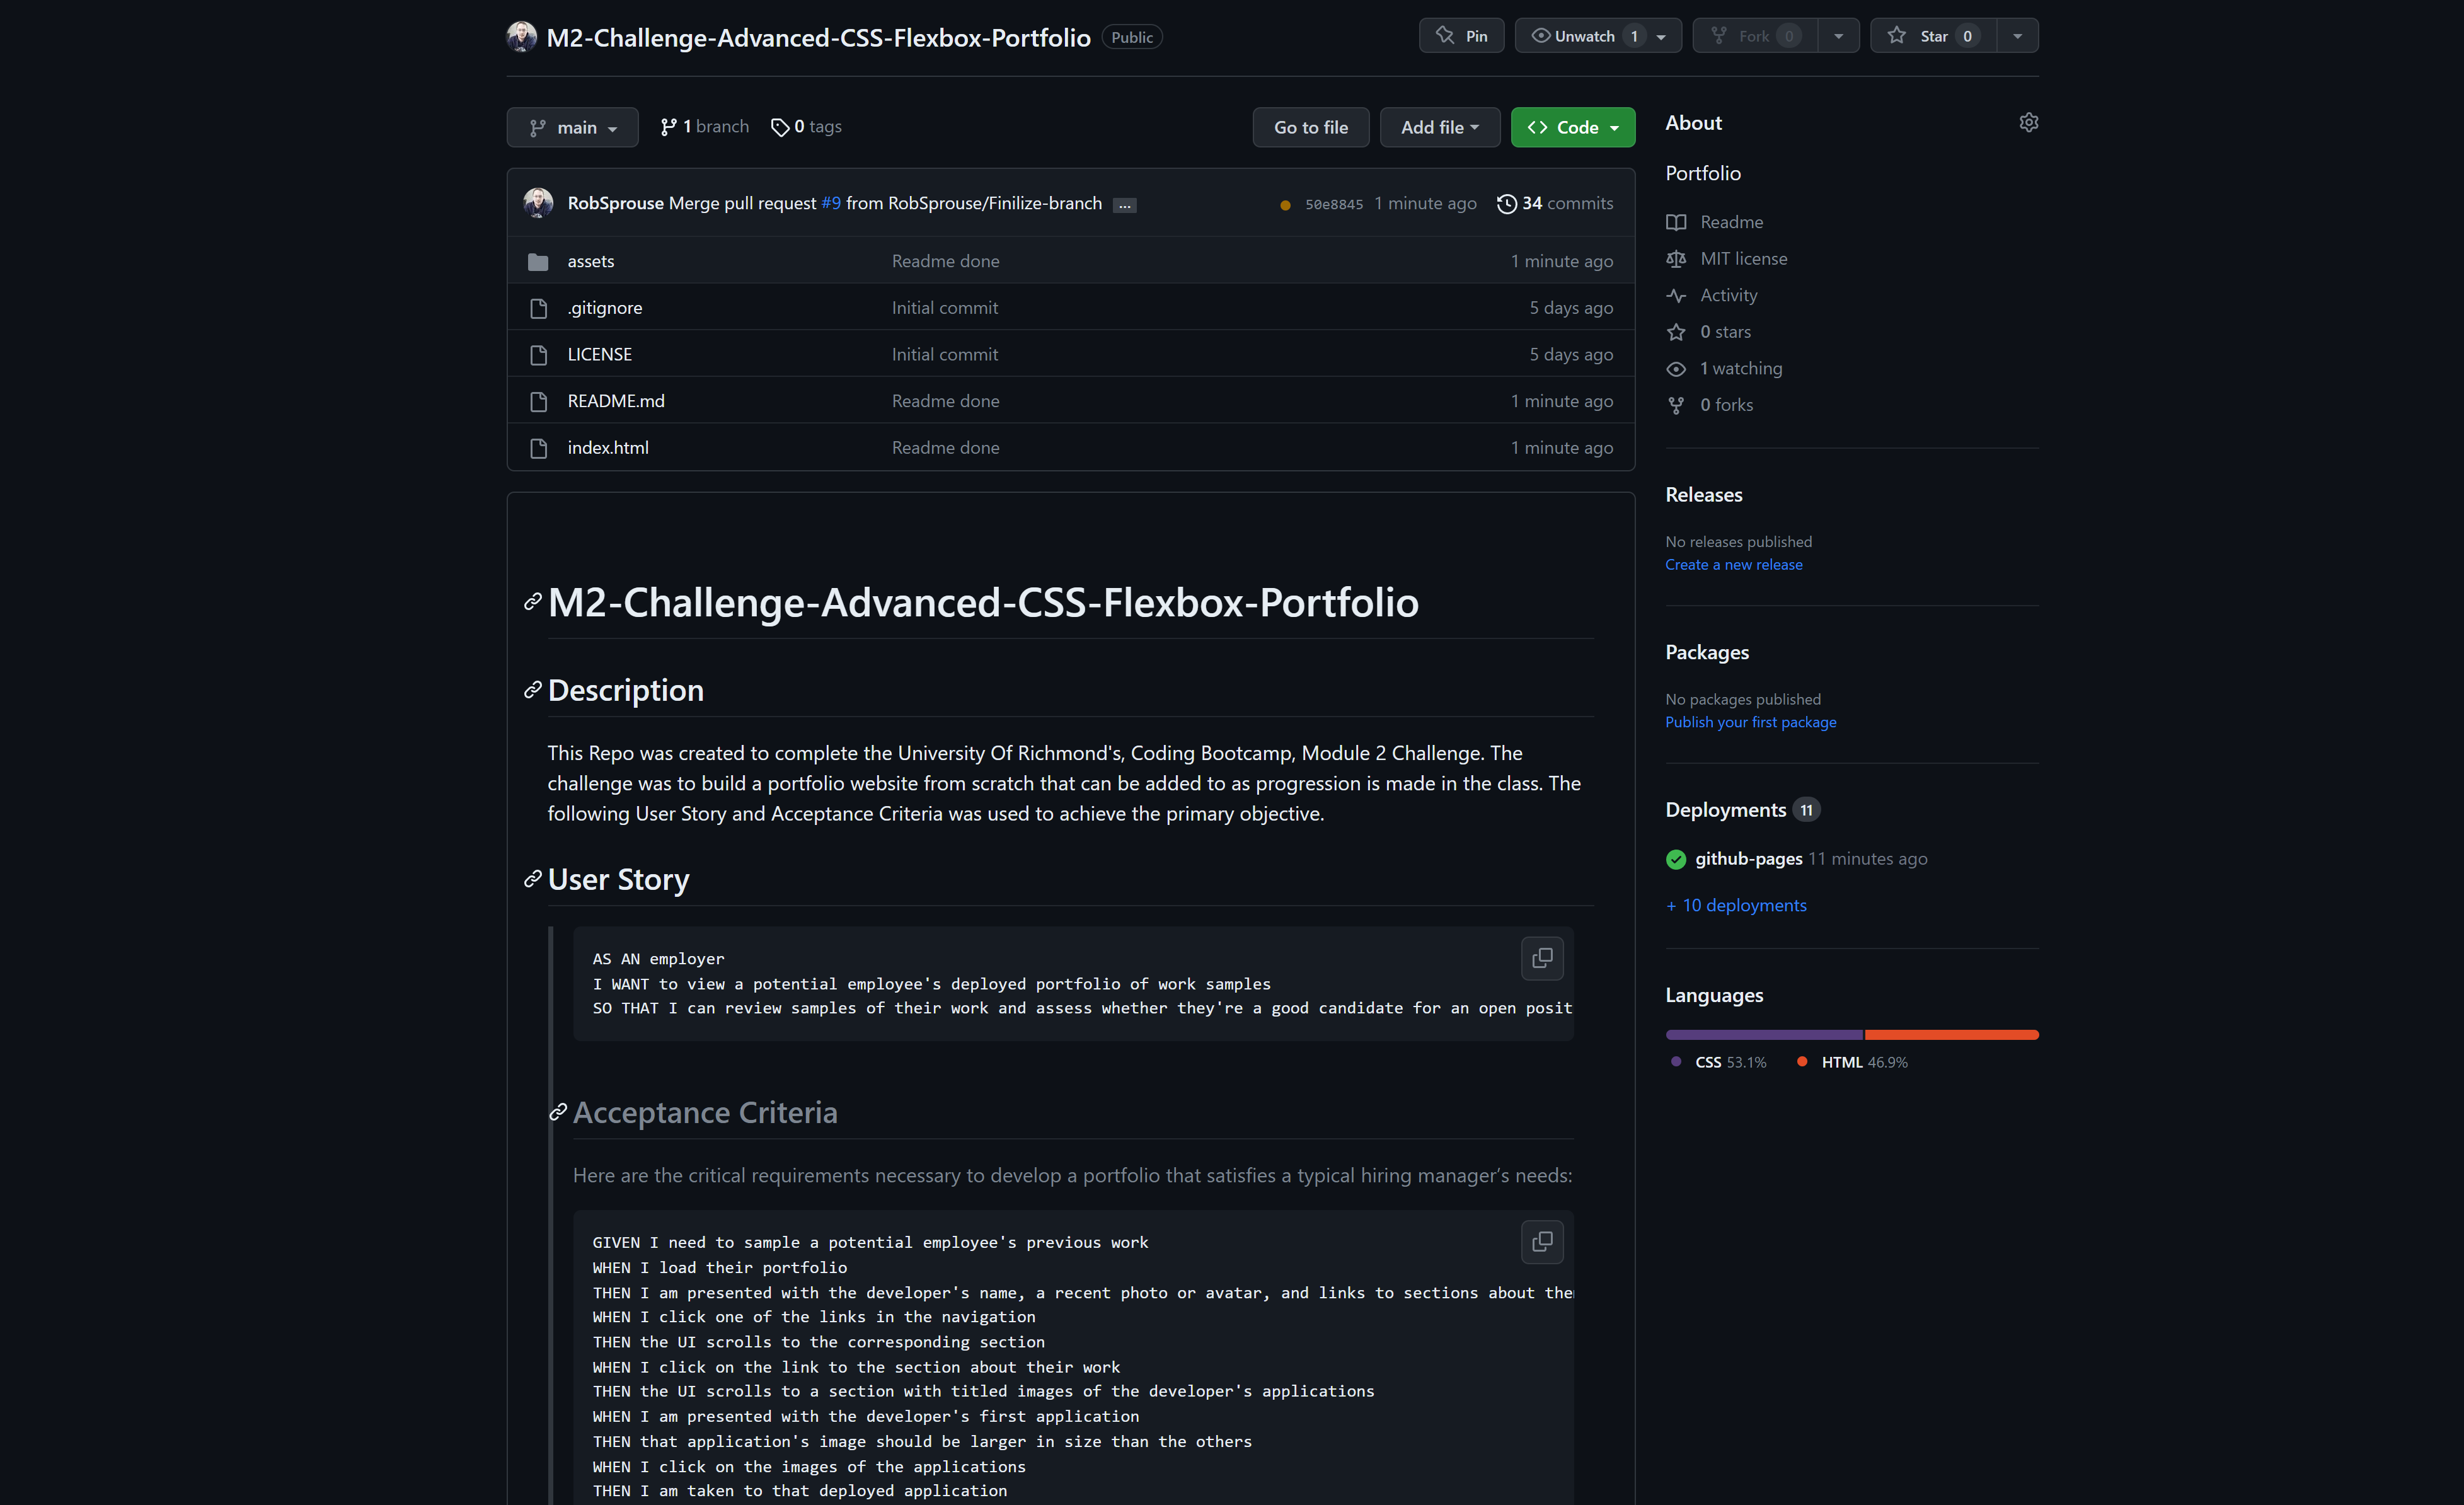 M2-Challenge-Advanced-CSS-Flexbox-Portfolio Public
Pin
Unwatch 1
Fork 0
Star 0
main
1 branch
0 tags
Go to file
Add file
<> Code
RobSprouse Merge pull request #9 from RobSprouse/Finilize-branch ...
50e8845 1 minute ago
34 commits
assets Readme done 1 minute ago
.gitignore Initial commit 5 days ago
LICENSE Initial commit 5 days ago
README.md Readme done 1 minute ago
index.html Readme done 1 minute ago
M2-Challenge-Advanced-CSS-Flexbox-Portfolio
Description
This Repo was created to complete the University Of Richmond's, Coding Bootcamp, Module 2 Challenge. The
challenge was to build a portfolio website from scratch that can be added to as progression is made in the class. The
following User Story and Acceptance Criteria was used to achieve the primary objective.
User Story
AS AN employer
I WANT to view a potential employee's deployed portfolio of work samples
SO THAT I can review samples of their work and assess whether they're a good candidate for an open posit
Acceptance Criteria
Here are the critical requirements necessary to develop a portfolio that satisfies a typical hiring manager’s needs:
GIVEN I need to sample a potential employee's previous work
WHEN I load their portfolio
THEN I am presented with the developer's name, a recent photo or avatar, and links to sections about the
WHEN I click one of the links in the navigation
THEN the UI scrolls to the corresponding section
WHEN I click on the link to the section about their work
THEN the UI scrolls to a section with titled images of the developer's applications
WHEN I am presented with the developer's first application
THEN that application's image should be larger in size than the others
WHEN I click on the images of the applications
THEN I am taken to that deployed application
About
Portfolio
Readme
MIT license
Activity
0 stars
1 watching
0 forks
Releases
No releases published
Create a new release
Packages
No packages published
Publish your first package
Deployments 11
github-pages 11 minutes ago
+ 10 deployments
Languages
CSS 53.1%
HTML 46.9%